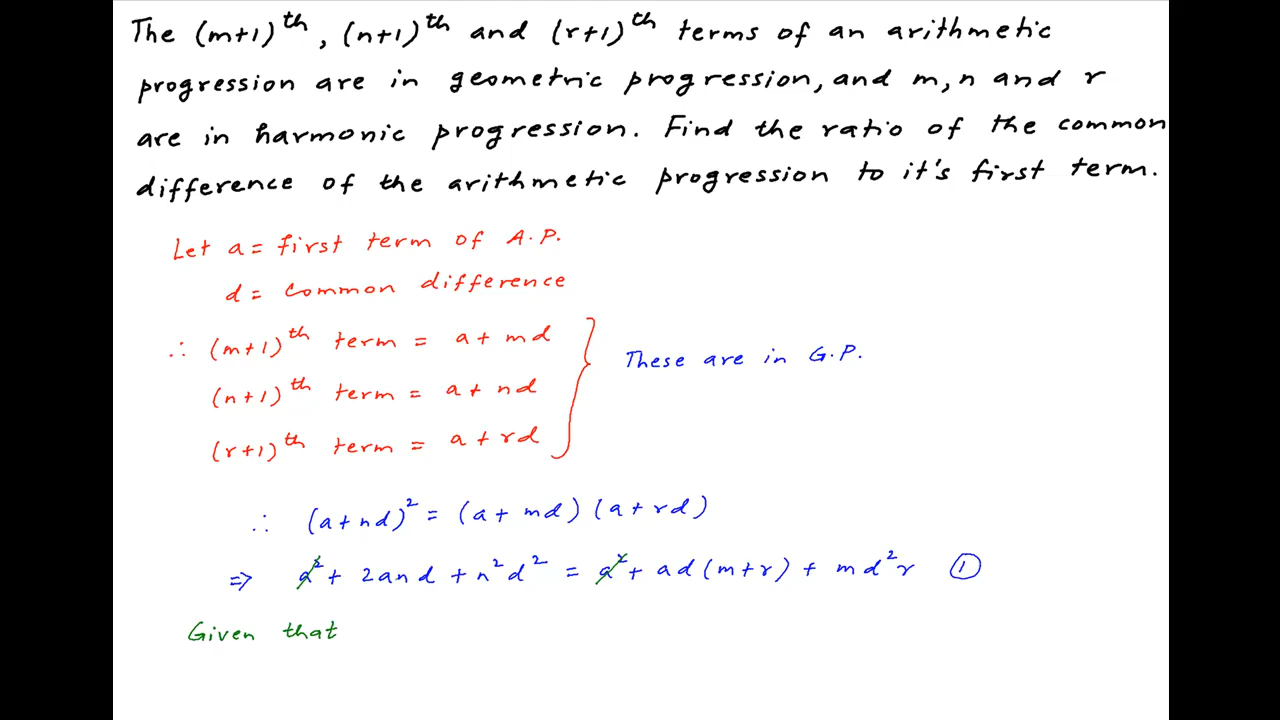 The (m+1)th, (n+1)th and (r+1)th terms of an arithmetic
progression are in geometric progression, and m, n and r
are in harmonic progression. Find the ratio of the common
difference of the arithmetic progression to it's first term.
Let a = first term of A.P.
d = common difference
∴ (m+1)th term = a + md
(n+1)th term = a + nd
(r+1)th term = a + rd
These are in G.P.
∴ (a+nd)² = (a+md)(a+rd)
⇒ a² + 2and + n²d² = a² + ad(m+r) + md²r ①
Given that